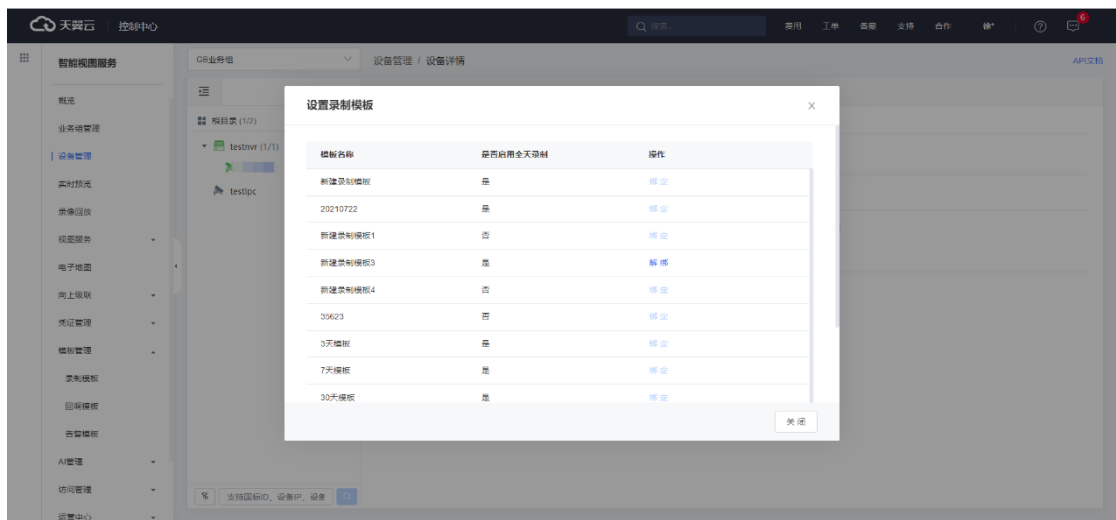 天翼云 控制中心 搜索... 费用 工单 备案 支持 合作 徐* 6
智能视图服务 GB业务组 设备管理 / 设备详情 API文档
概览
业务组管理
设备管理
实时预览
录像回放
视图服务
电子地图
向上级联
凭证管理
模板管理
录制模板
回调模板
告警模板
AI管理
访问管理
运营中心
根目录 (1/2)
testnvr (1/1)
testipc
支持国标ID、设备IP、设备
设置录制模板
模板名称 是否启用全天录制 操作
新建录制模板 是 绑定
20210722 是 绑定
新建录制模板1 否 绑定
新建录制模板3 是 解绑
新建录制模板4 否 绑定
35623 否 绑定
3天模板 是 绑定
7天模板 是 绑定
30天模板 是 绑定
关闭